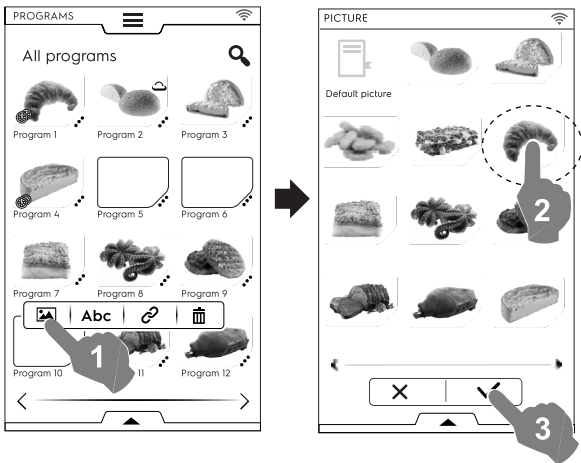 PROGRAMS
All programs
Program 1
Program 2
Program 3
Program 4
Program 5
Program 6
Program 7
Program 8
Program 9
Abc
1
Program 10
11
Program 12
PICTURE
Default picture
2
3